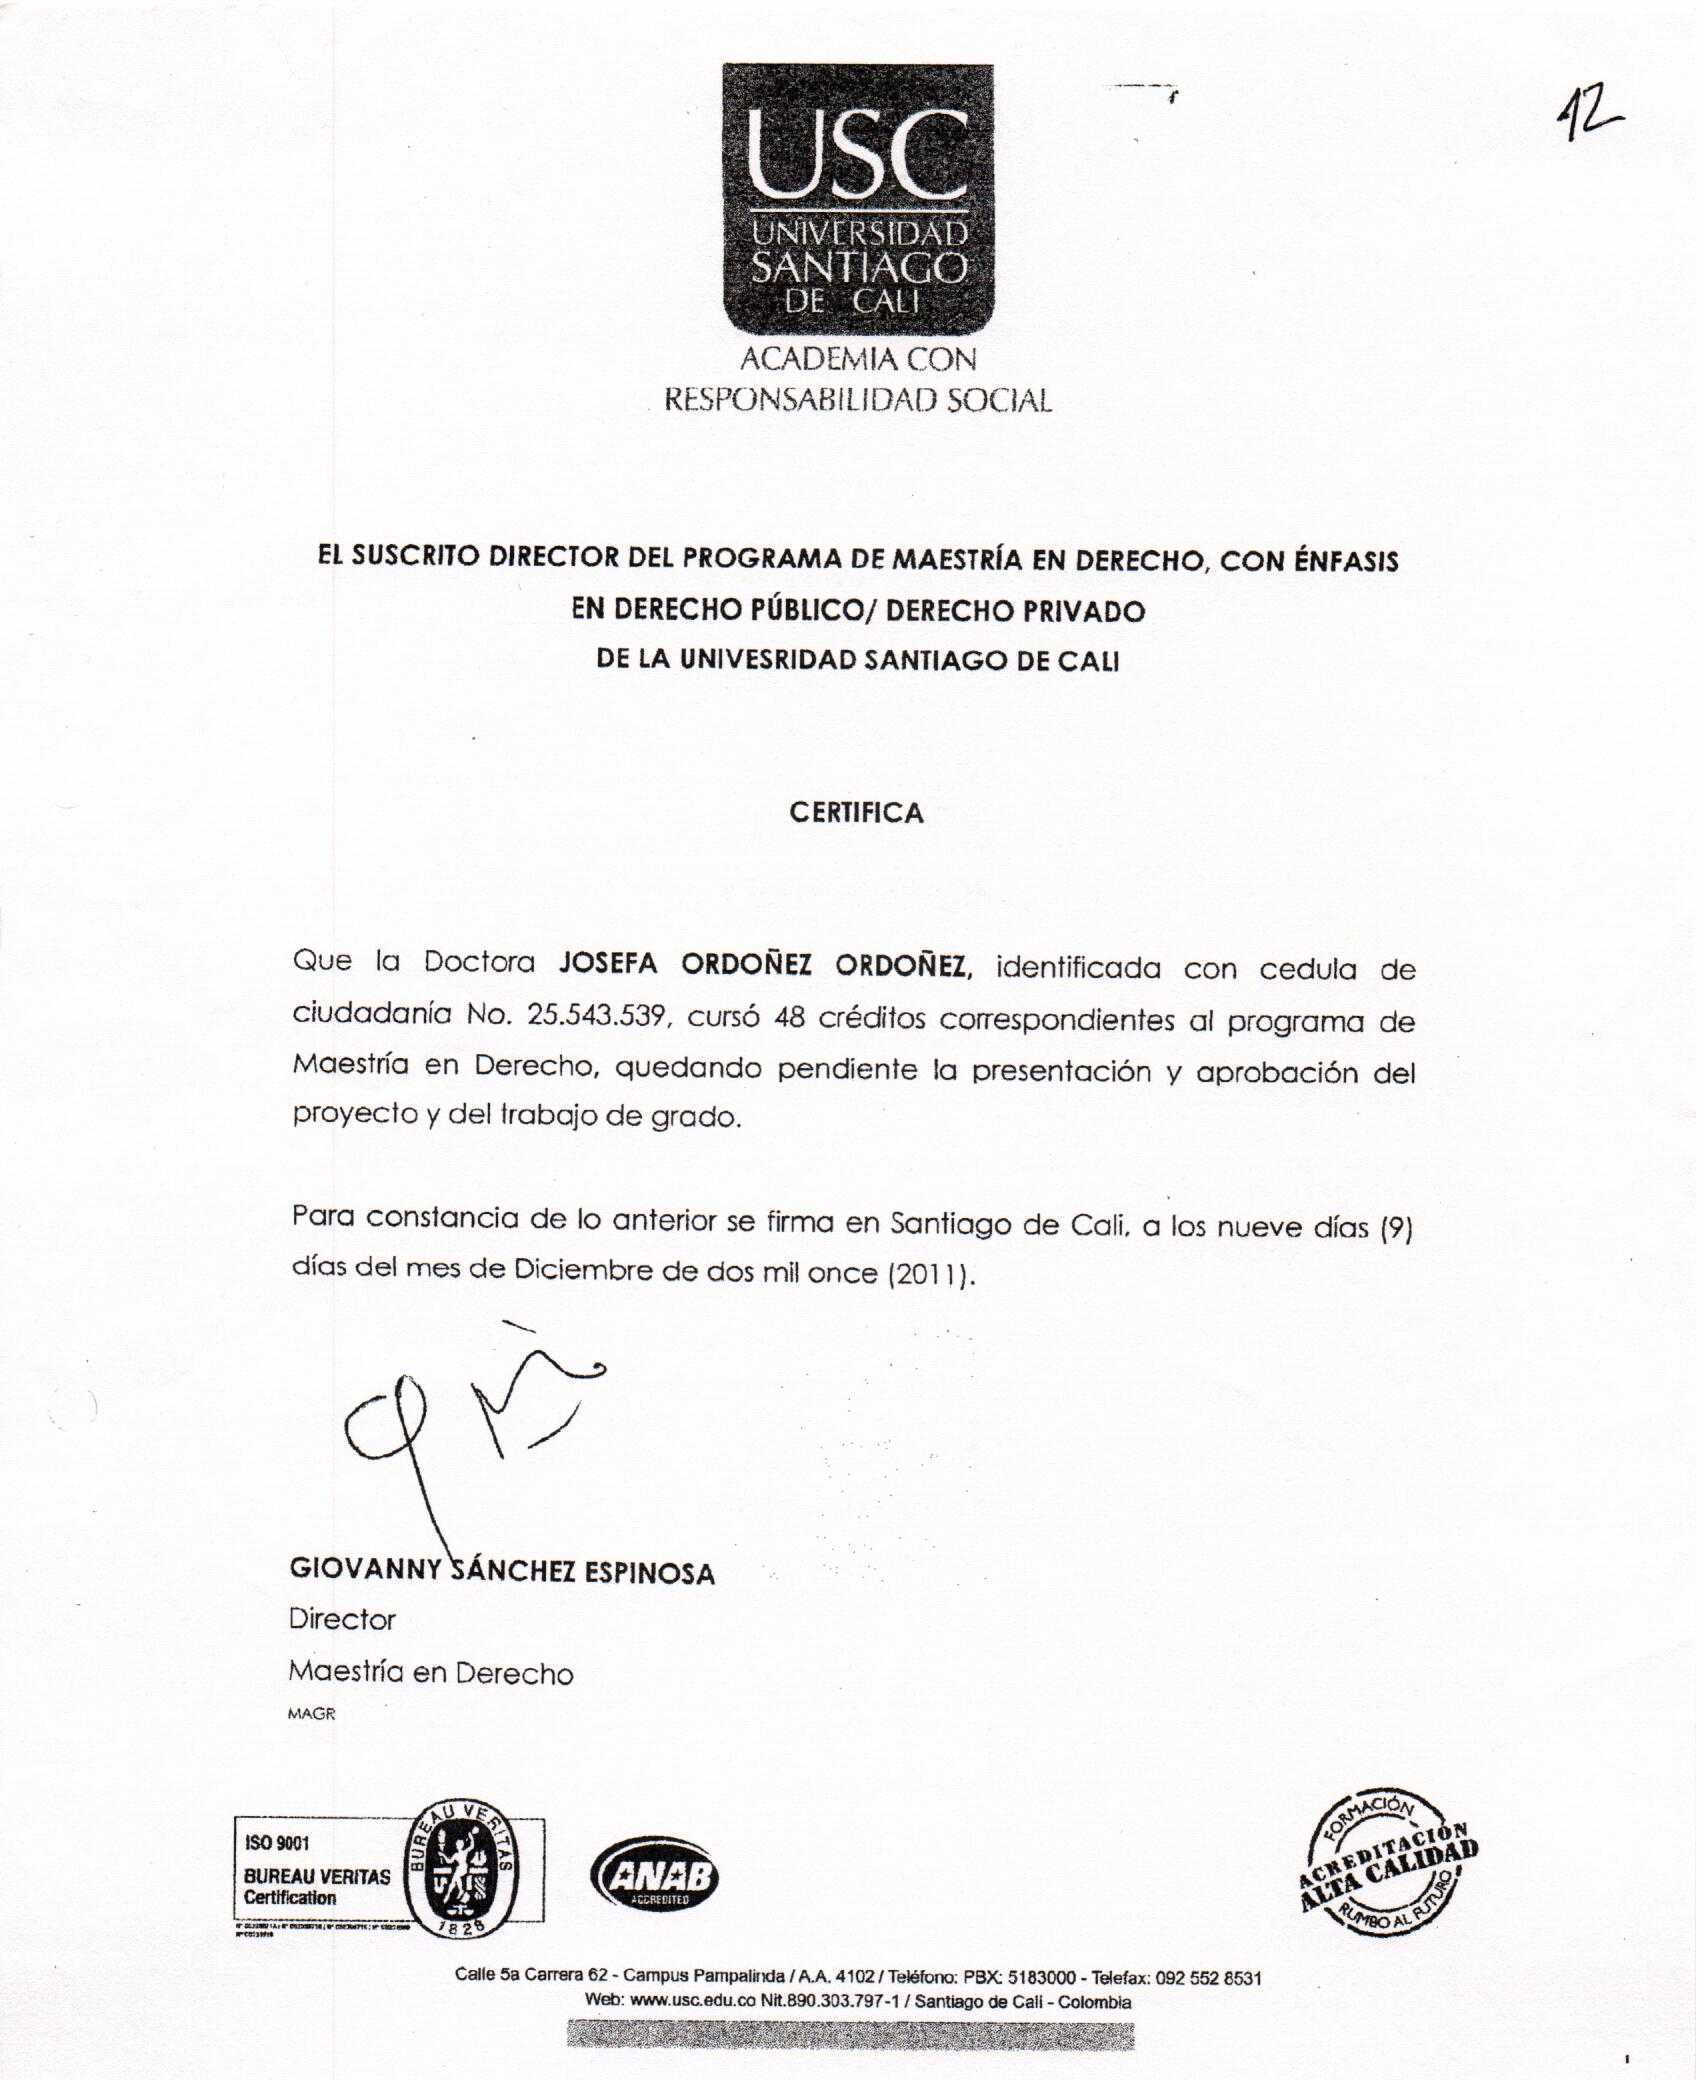 12
USC
UNIVERSIDAD
SANTIAGO
DE CALI
ACADEMIA CON
RESPONSABILIDAD SOCIAL
EL SUSCRITO DIRECTOR DEL PROGRAMA DE MAESTRÍA EN DERECHO, CON ÉNFASIS
EN DERECHO PÚBLICO/ DERECHO PRIVADO
DE LA UNIVESRIDAD SANTIAGO DE CALI
CERTIFICA
Que la Doctora JOSEFA ORDOÑEZ ORDOÑEZ, identificada con cedula de
ciudadanía No. 25.543.539, cursó 48 créditos correspondientes al programa de
Maestría en Derecho, quedando pendiente la presentación y aprobación del
proyecto y del trabajo de grado.
Para constancia de lo anterior se firma en Santiago de Cali, a los nueve días (9)
días del mes de Diciembre de dos mil once (2011).
GIOVANNY SÁNCHEZ ESPINOSA
Director
Maestría en Derecho
MAGR
ISO 9001
BUREAU VERITAS
Certification
BUREAU VERITAS
1828
ANAB
ACCREDITED
FORMACIÓN
ACREDITACIÓN
ALTA CALIDAD
RUMBO AL FUTURO
Calle 5a Carrera 62 - Campus Pampalinda / A.A. 4102 / Teléfono: PBX: 5183000 - Telefax: 092 552 8531
Web: www.usc.edu.co Nit.890.303.797-1 / Santiago de Cali - Colombia